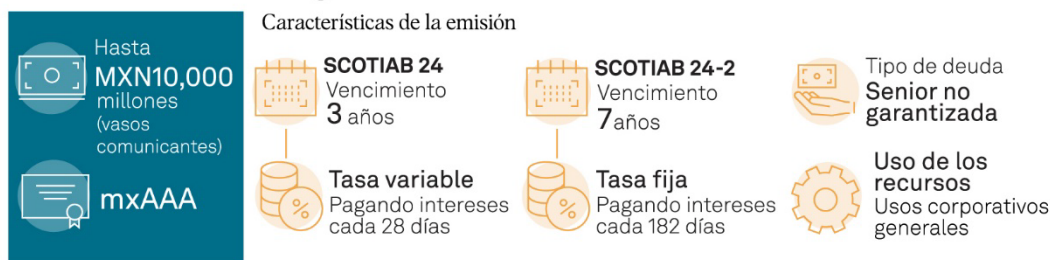 Características de la emisión
Hasta
MXN10,000
millones
(vasos
comunicantes)
mxAAA
SCOTIAB 24
Vencimiento
3 años
Tasa variable
Pagando intereses
cada 28 días
SCOTIAB 24-2
Vencimiento
7años
Tasa fija
Pagando intereses
cada 182 días
Tipo de deuda
Senior no
garantizada
Uso de los
recursos
Usos corporativos
generales